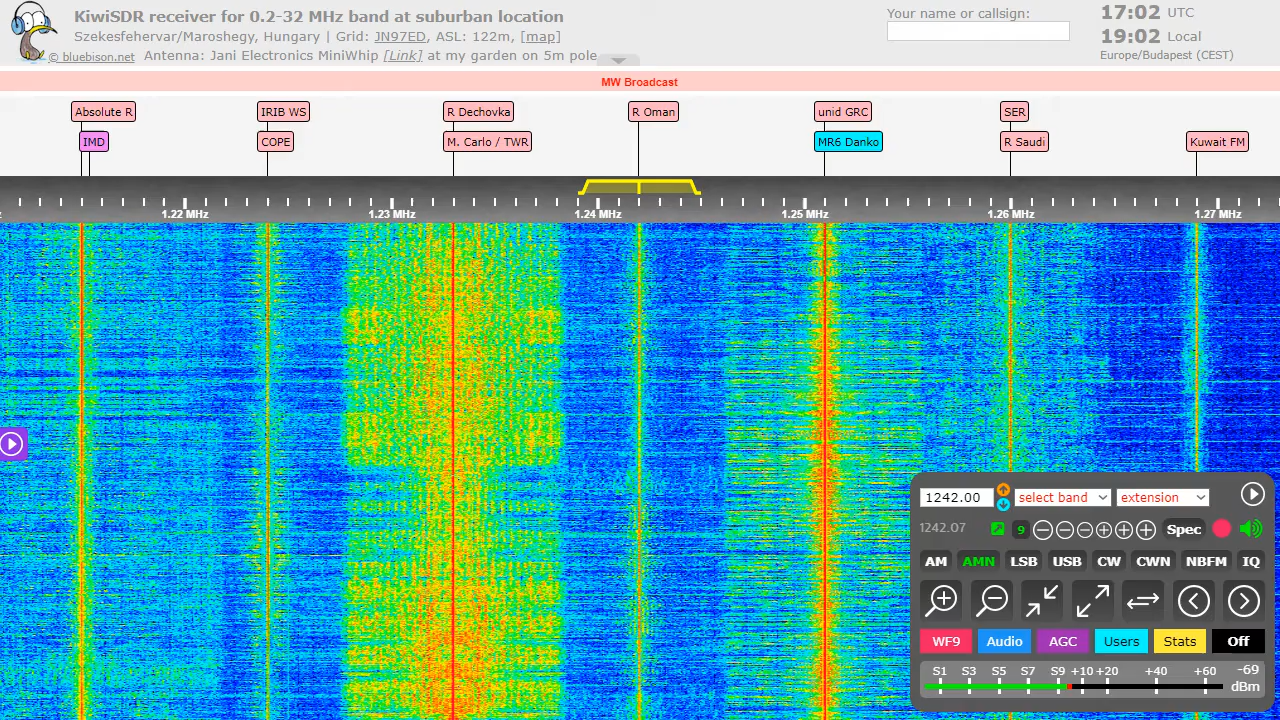 KiwiSDR receiver for 0.2-32 MHz band at suburban location
Szekesfehervar/Maroshegy, Hungary | Grid: JN97ED, ASL: 122m, [map]
© bluebison.net Antenna: Jani Electronics MiniWhip [Link] at my garden on 5m pole
Your name or callsign:
17:02 UTC
19:02 Local
Europe/Budapest (CEST)
MW Broadcast
Absolute R IRIB WS R Dechovka R Oman unid GRC SER
IMD COPE M. Carlo / TWR MR6 Danko R Saudi Kuwait FM
z 1.22 MHz 1.23 MHz 1.24 MHz 1.25 MHz 1.26 MHz 1.27 MHz
1242.00 select band extension
1242.07 9 Spec
AM AMN LSB USB CW CWN NBFM IQ
WF9 Audio AGC Users Stats Off
S1 S3 S5 S7 S9 +10 +20 +40 +60 -69
dBm